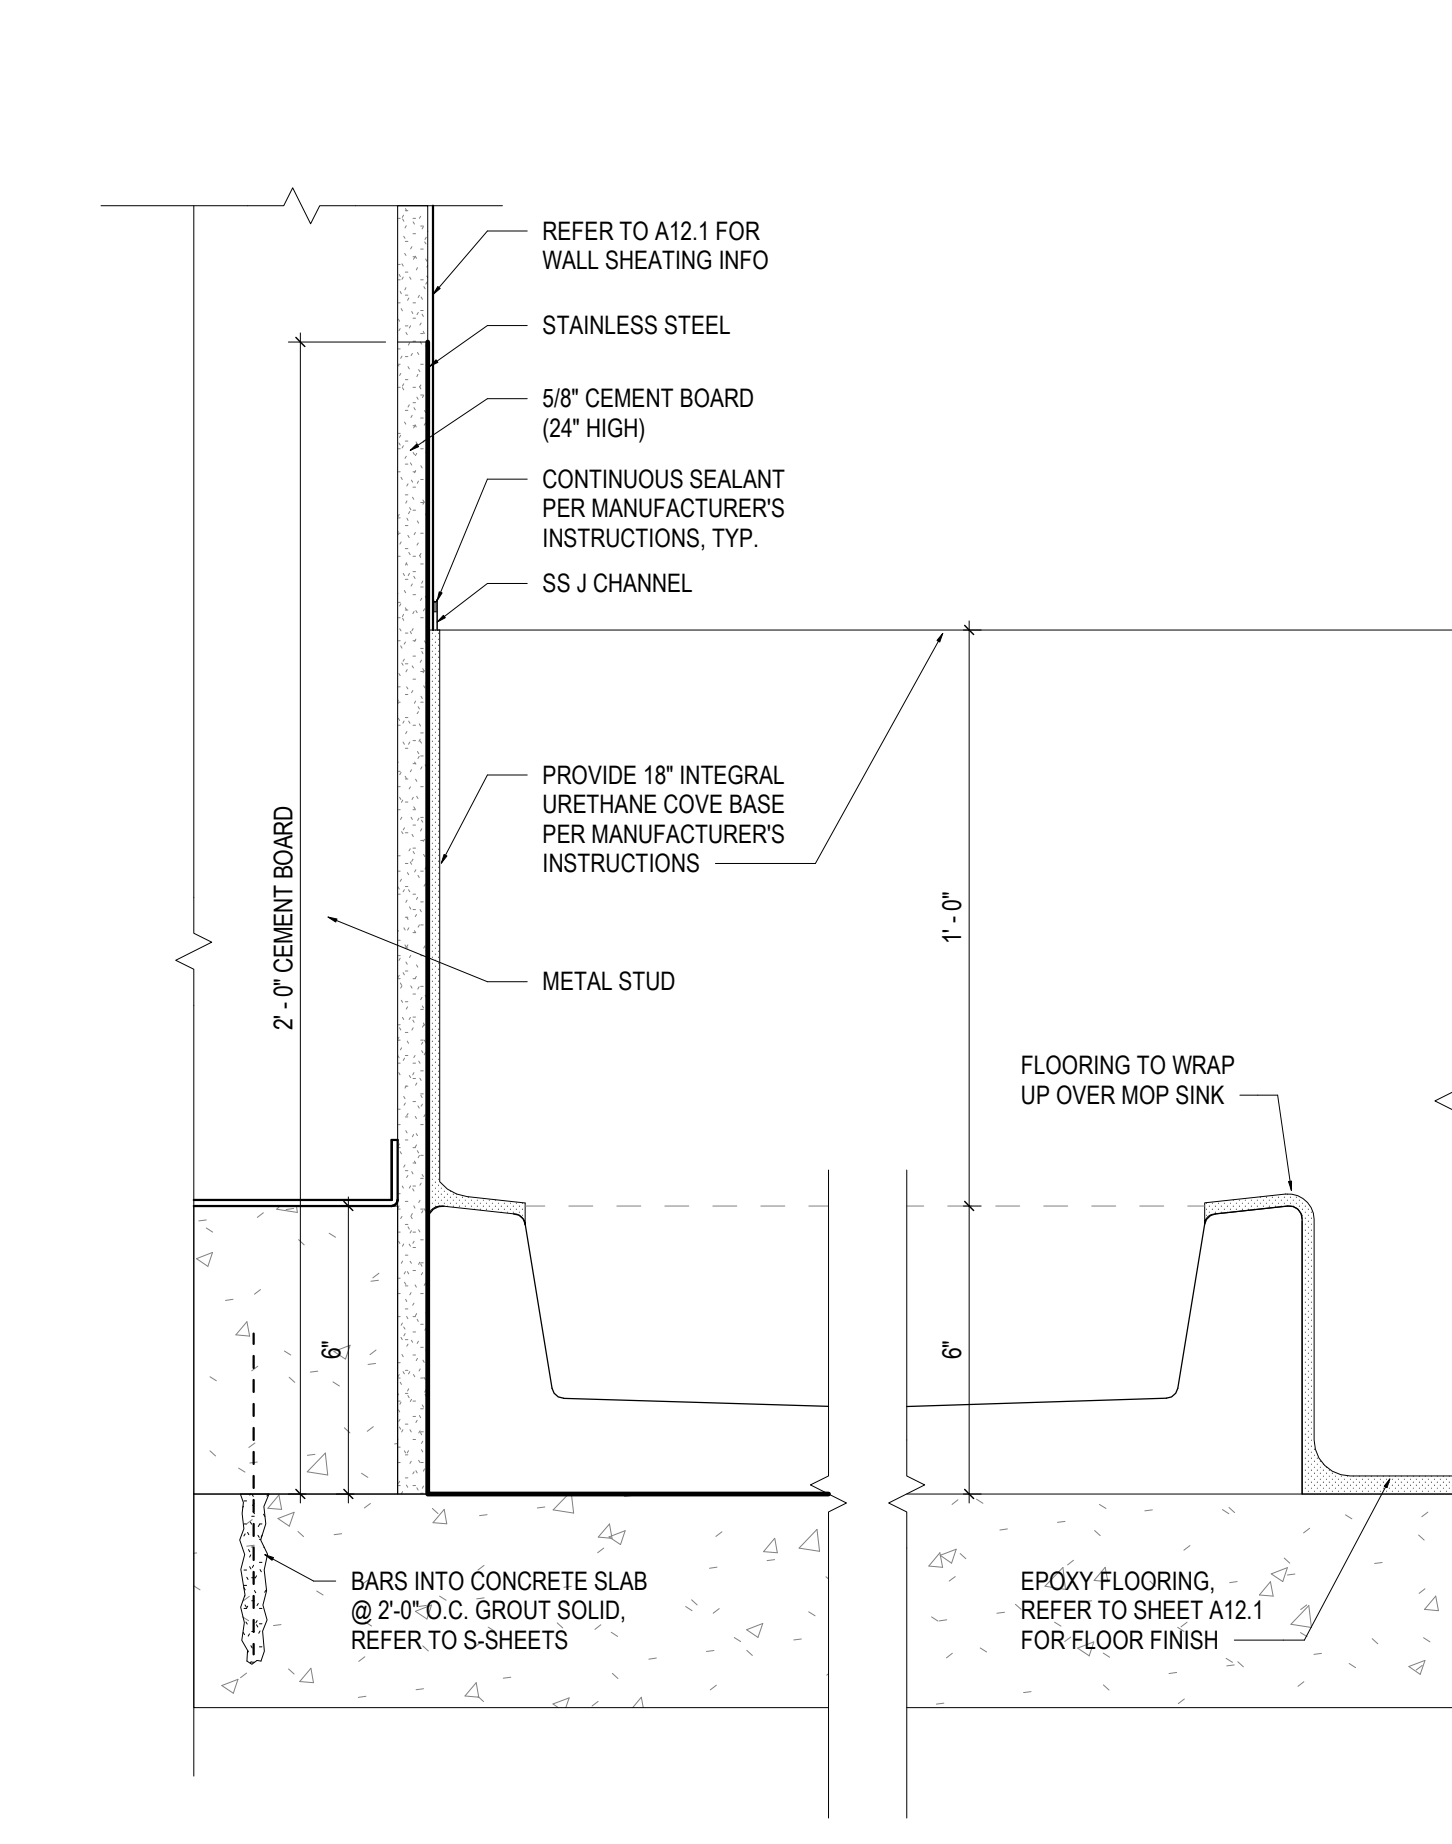 REFER TO A12.1 FOR
WALL SHEATING INFO
STAINLESS STEEL
5/8" CEMENT BOARD
(24" HIGH)
CONTINUOUS SEALANT
PER MANUFACTURER'S
INSTRUCTIONS, TYP.
SS J CHANNEL
PROVIDE 18" INTEGRAL
URETHANE COVE BASE
PER MANUFACTURER'S
INSTRUCTIONS
2' - 0" CEMENT BOARD
1' - 0"
METAL STUD
FLOORING TO WRAP
UP OVER MOP SINK
6"
6"
BARS INTO CONCRETE SLAB
@ 2'-0" O.C. GROUT SOLID,
REFER TO S-SHEETS
EPOXY FLOORING,
REFER TO SHEET A12.1
FOR FLOOR FINISH